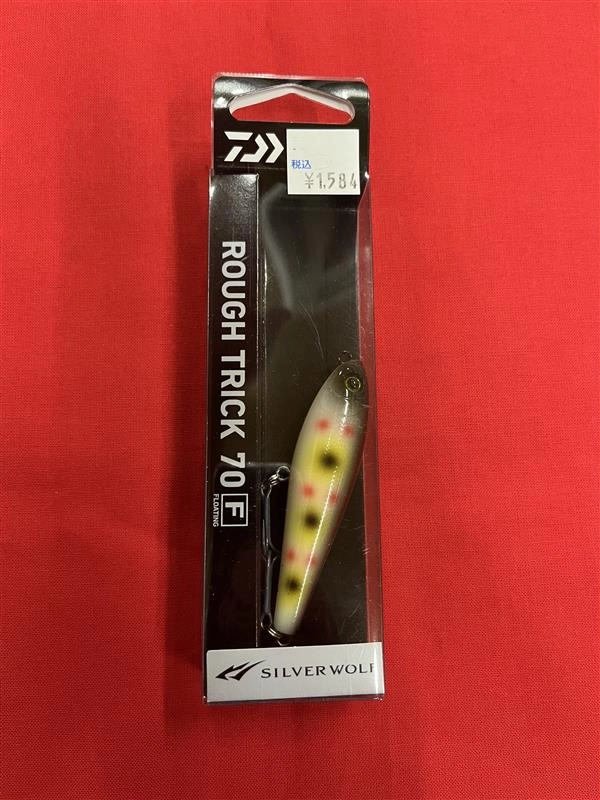 税込
¥1,584
ROUGH TRICK 70 F
FLOATING
SILVER WOLF